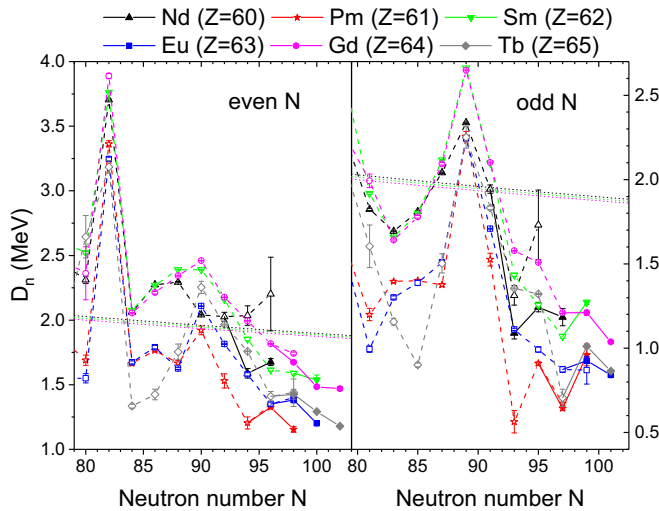 Nd (Z=60) Pm (Z=61) Sm (Z=62)
Eu (Z=63) Gd (Z=64) Tb (Z=65)
even N
odd N
4.0
3.5
3.0
2.5
2.0
1.5
1.0
2.5
2.0
1.5
1.0
0.5
D_n (MeV)
80 85 90 95 100
80 85 90 95 100
Neutron number N
Neutron number N